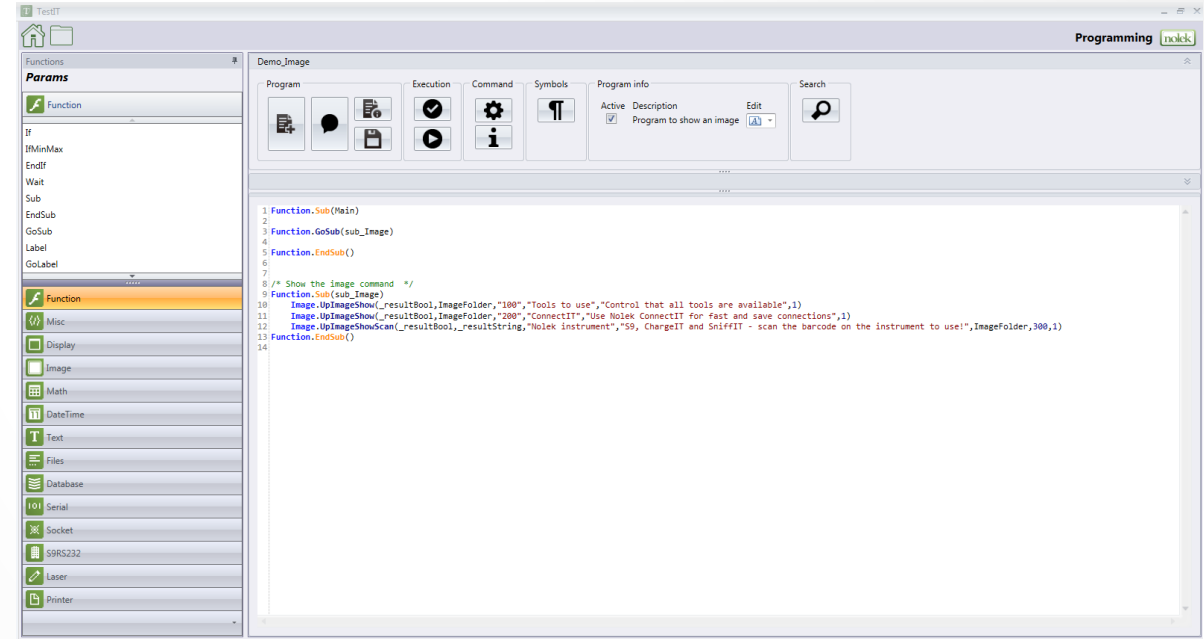 TestIT
Programming nolek
Functions
Params
Function
If
IfMinMax
EndIf
Wait
Sub
EndSub
GoSub
Label
GoLabel
Function
Misc
Display
Image
Math
DateTime
Text
Files
Database
Serial
Socket
S9RS232
Laser
Printer
Demo_Image
Program
Execution
Command
Symbols
Program info
Search
Active Description Edit
Program to show an image
1 Function.Sub(Main)
2
3 Function.GoSub(sub_Image)
4
5 Function.EndSub()
6
7
8 /* Show the image command */
9 Function.Sub(sub_Image)
10 Image.UpImageShow(_resultBool,ImageFolder,"100","Tools to use","Control that all tools are available",1)
11 Image.UpImageShow(_resultBool,ImageFolder,"200","ConnectIT","Use Nolek ConnectIT for fast and save connections",1)
12 Image.UpImageShowScan(_resultBool,_resultString,"Nolek instrument","S9, ChargeIT and SniffIT - scan the barcode on the instrument to use!",ImageFolder,300,1)
13 Function.EndSub()
14